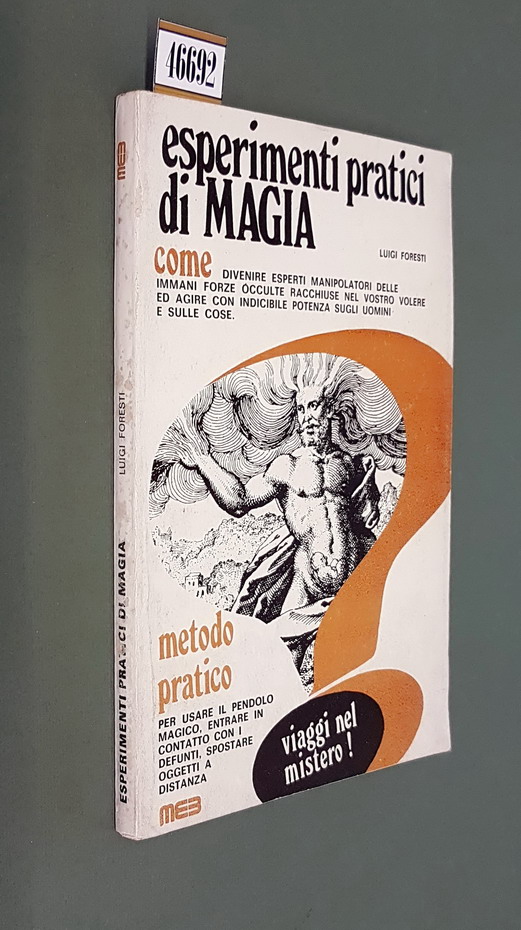 46692
esperimenti pratici
di MAGIA
LUIGI FORESTI
come DIVENIRE ESPERTI MANIPOLATORI DELLE
IMMANI FORZE OCCULTE RACCHIUSE NEL VOSTRO VOLERE
ED AGIRE CON INDICIBILE POTENZA SUGLI UOMINI
E SULLE COSE.
metodo
pratico
PER USARE IL PENDOLO
MAGICO, ENTRARE IN
CONTATTO CON I
DEFUNTI, SPOSTARE
OGGETTI A
DISTANZA
viaggi nel
mistero!
MEB
MEB
LUIGI FORESTI
ESPERIMENTI PRATICI DI MAGIA